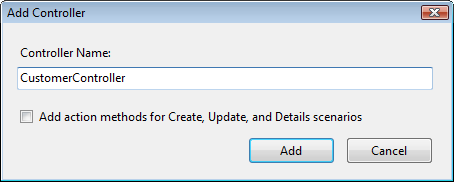 Add Controller
Controller Name:
CustomerController
Add action methods for Create, Update, and Details scenarios
Add
Cancel